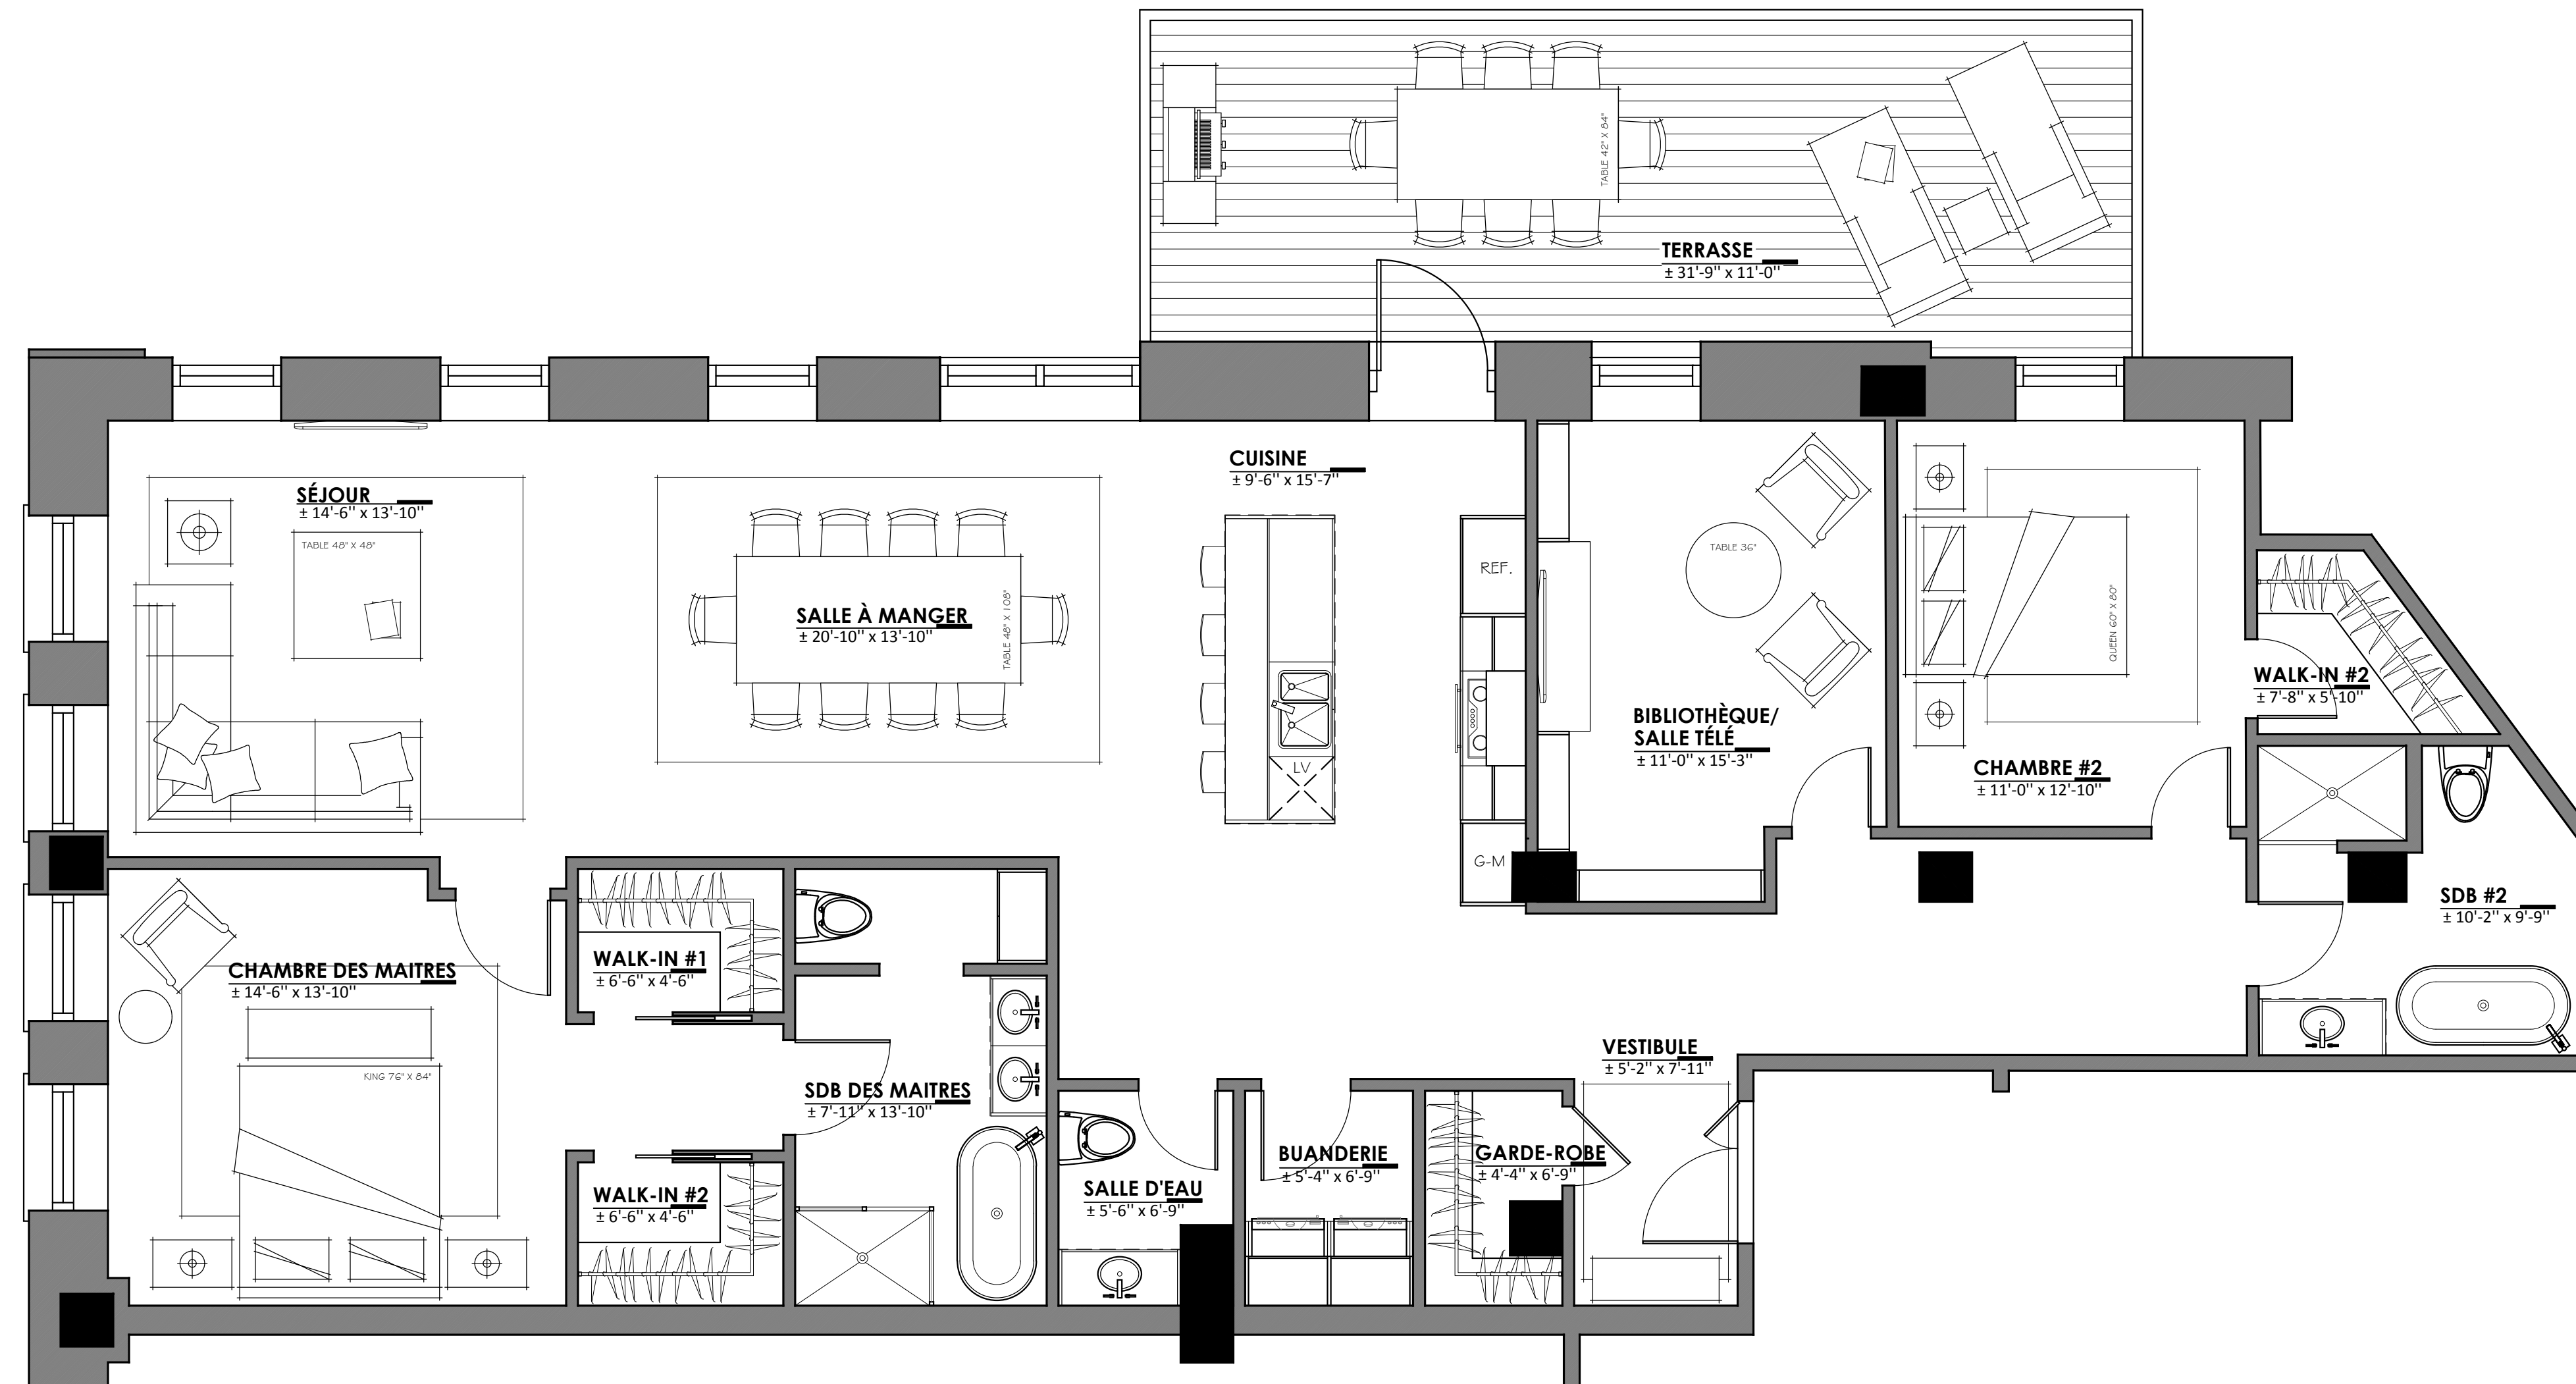 TABLE 42" X 84"
TERRASSE
± 31'-9" x 11'-0"
SÉJOUR
± 14'-6" x 13'-10"
TABLE 48" X 48"
SALLE À MANGER
± 20'-10" x 13'-10"
TABLE 48" X 108"
CUISINE
± 9'-6" x 15'-7"
LV
REF.
G-M
TABLE 36"
BIBLIOTHÈQUE/
SALLE TÉLÉ
± 11'-0" x 15'-3"
QUEEN 60" X 80"
CHAMBRE #2
± 11'-0" x 12'-10"
WALK-IN #2
± 7'-8" x 5'-10"
SDB #2
± 10'-2" x 9'-9"
CHAMBRE DES MAITRES
± 14'-6" x 13'-10"
KING 76" X 84"
WALK-IN #1
± 6'-6" x 4'-6"
WALK-IN #2
± 6'-6" x 4'-6"
SDB DES MAITRES
± 7'-11" x 13'-10"
SALLE D'EAU
± 5'-6" x 6'-9"
BUANDERIE
± 5'-4" x 6'-9"
GARDE-ROBE
± 4'-4" x 6'-9"
VESTIBULE
± 5'-2" x 7'-11"